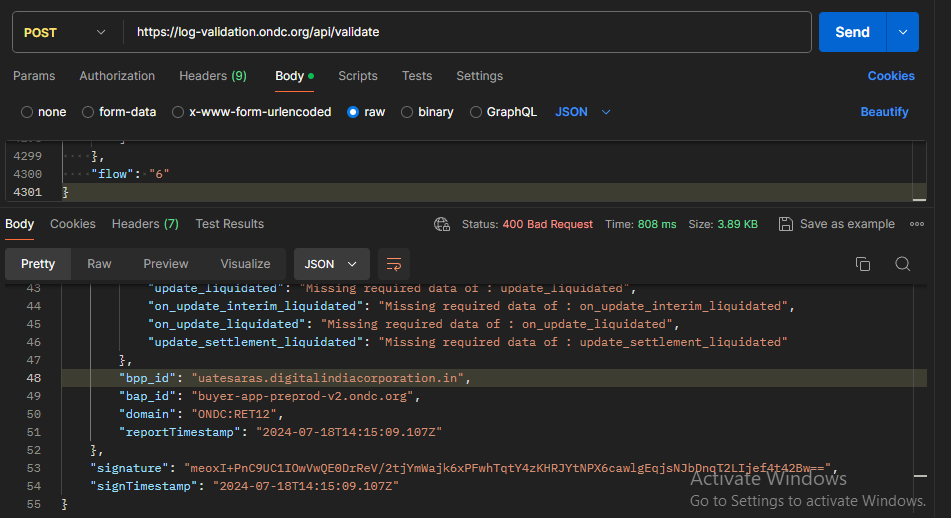 POST https://log-validation.ondc.org/api/validate Send
Params Authorization Headers (9) Body Scripts Tests Settings Cookies
none form-data x-www-form-urlencoded raw binary GraphQL JSON Beautify
4299 },
4300 "flow": "6"
4301 }
Body Cookies Headers (7) Test Results Status: 400 Bad Request Time: 808 ms Size: 3.89 KB Save as example
Pretty Raw Preview Visualize JSON
43 "update_liquidated": "Missing required data of : update_liquidated",
44 "on_update_interim_liquidated": "Missing required data of : on_update_interim_liquidated",
45 "on_update_liquidated": "Missing required data of : on_update_liquidated",
46 "update_settlement_liquidated": "Missing required data of : update_settlement_liquidated"
47 },
48 "bpp_id": "uatesaras.digitalindiacorporation.in",
49 "bap_id": "buyer-app-preprod-v2.ondc.org",
50 "domain": "ONDC:RET12",
51 "reportTimestamp": "2024-07-18T14:15:09.107Z"
52 },
53 "signature": "meoxI+PnC9UC1IOwVwQE0DrReV/2tjYmWajk6xPFwhTqtY4zKHRJYtNPX6cawlgEqjsNJbDnqT2LIjef4t42Bw==",
54 "signTimestamp": "2024-07-18T14:15:09.107Z"
55 }
Activate Windows
Go to Settings to activate Windows.